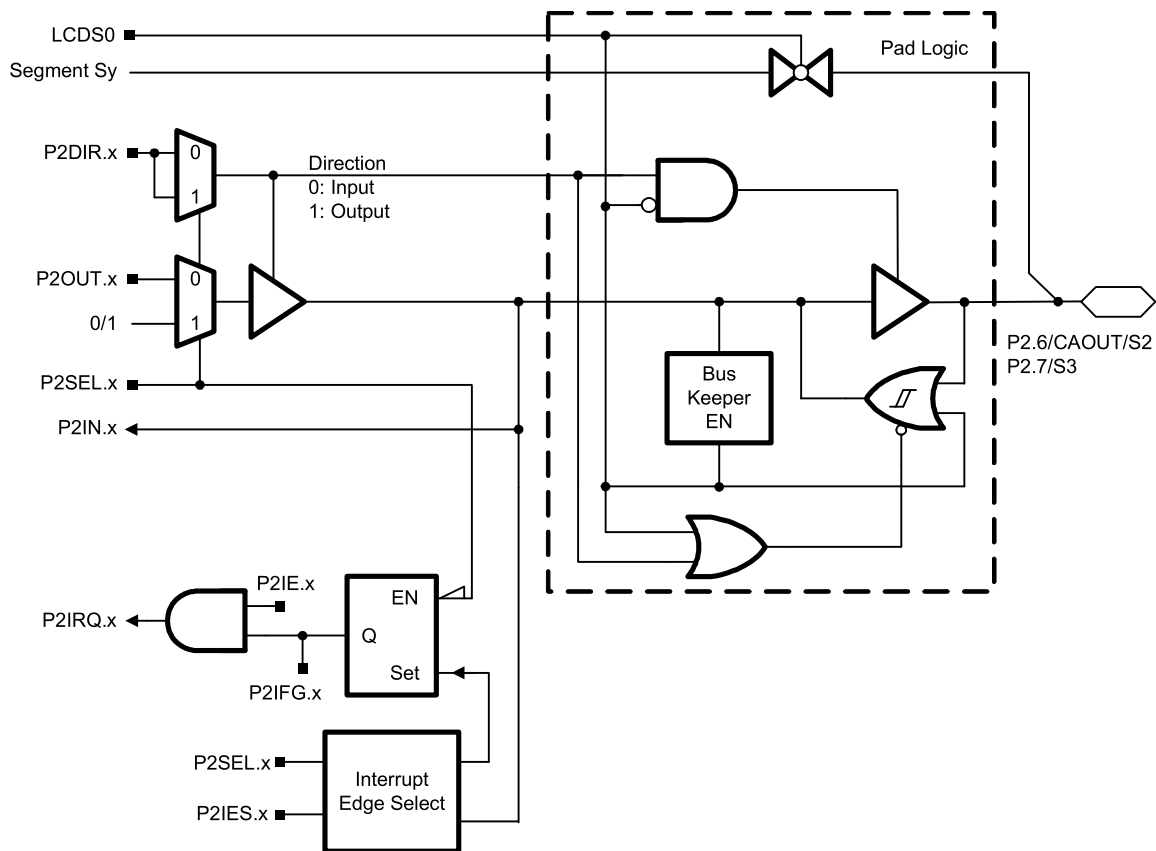 LCDS0
Pad Logic
Segment Sy
P2DIR.x
0
1
Direction
0: Input
1: Output
P2OUT.x
0
0/1
1
P2SEL.x
P2IN.x
Bus
Keeper
EN
P2.6/CAOUT/S2
P2.7/S3
P2IE.x
EN
P2IRQ.x
Q
P2IFG.x
Set
P2SEL.x
Interrupt
Edge Select
P2IES.x